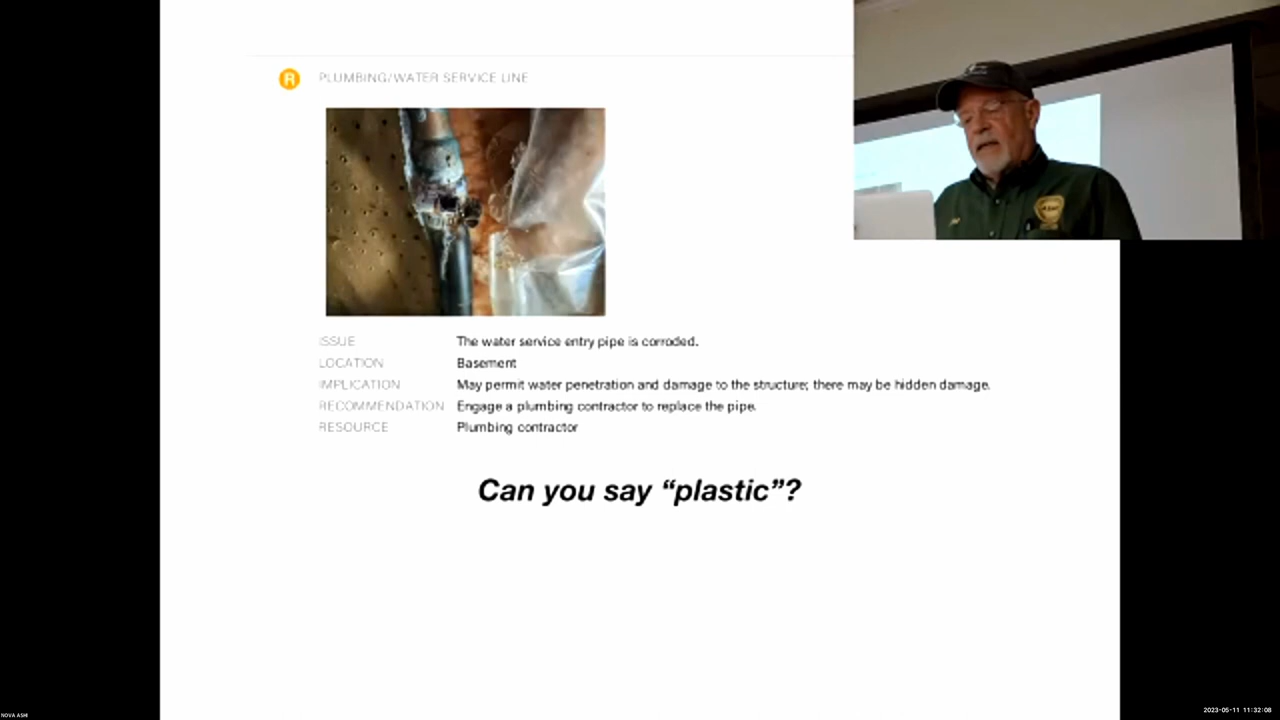 R
PLUMBING/WATER SERVICE LINE
ISSUE The water service entry pipe is corroded.
LOCATION Basement
IMPLICATION May permit water penetration and damage to the structure; there may be hidden damage.
RECOMMENDATION Engage a plumbing contractor to replace the pipe.
RESOURCE Plumbing contractor
Can you say “plastic”?
NOVA ASHI
2023-05-11 11:32:08